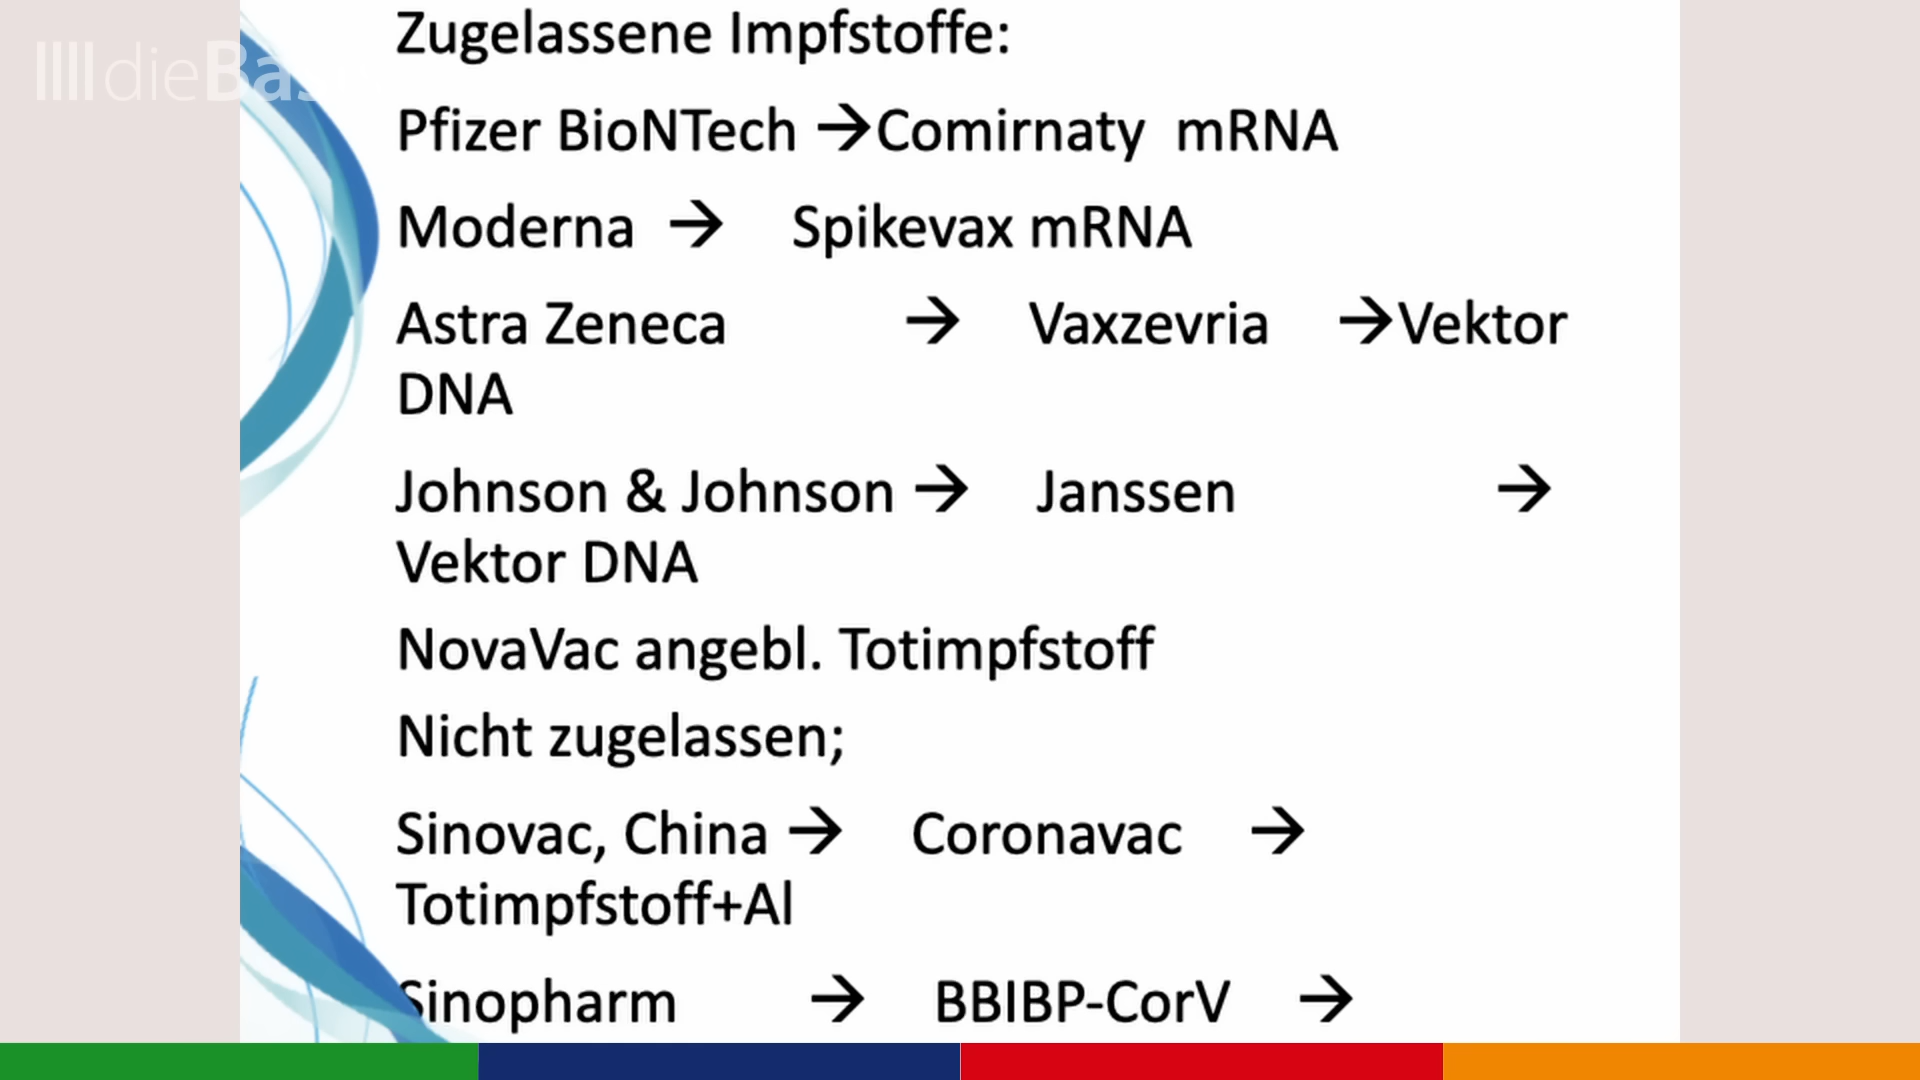 dieBas
Zugelassene Impfstoffe:
Pfizer BioNTech →Comirnaty mRNA
Moderna → Spikevax mRNA
Astra Zeneca → Vaxzevria →Vektor
DNA
Johnson & Johnson → Janssen →
Vektor DNA
NovaVac angebl. Totimpfstoff
Nicht zugelassen;
Sinovac, China → Coronavac →
Totimpfstoff+Al
Sinopharm → BBIBP-CorV →